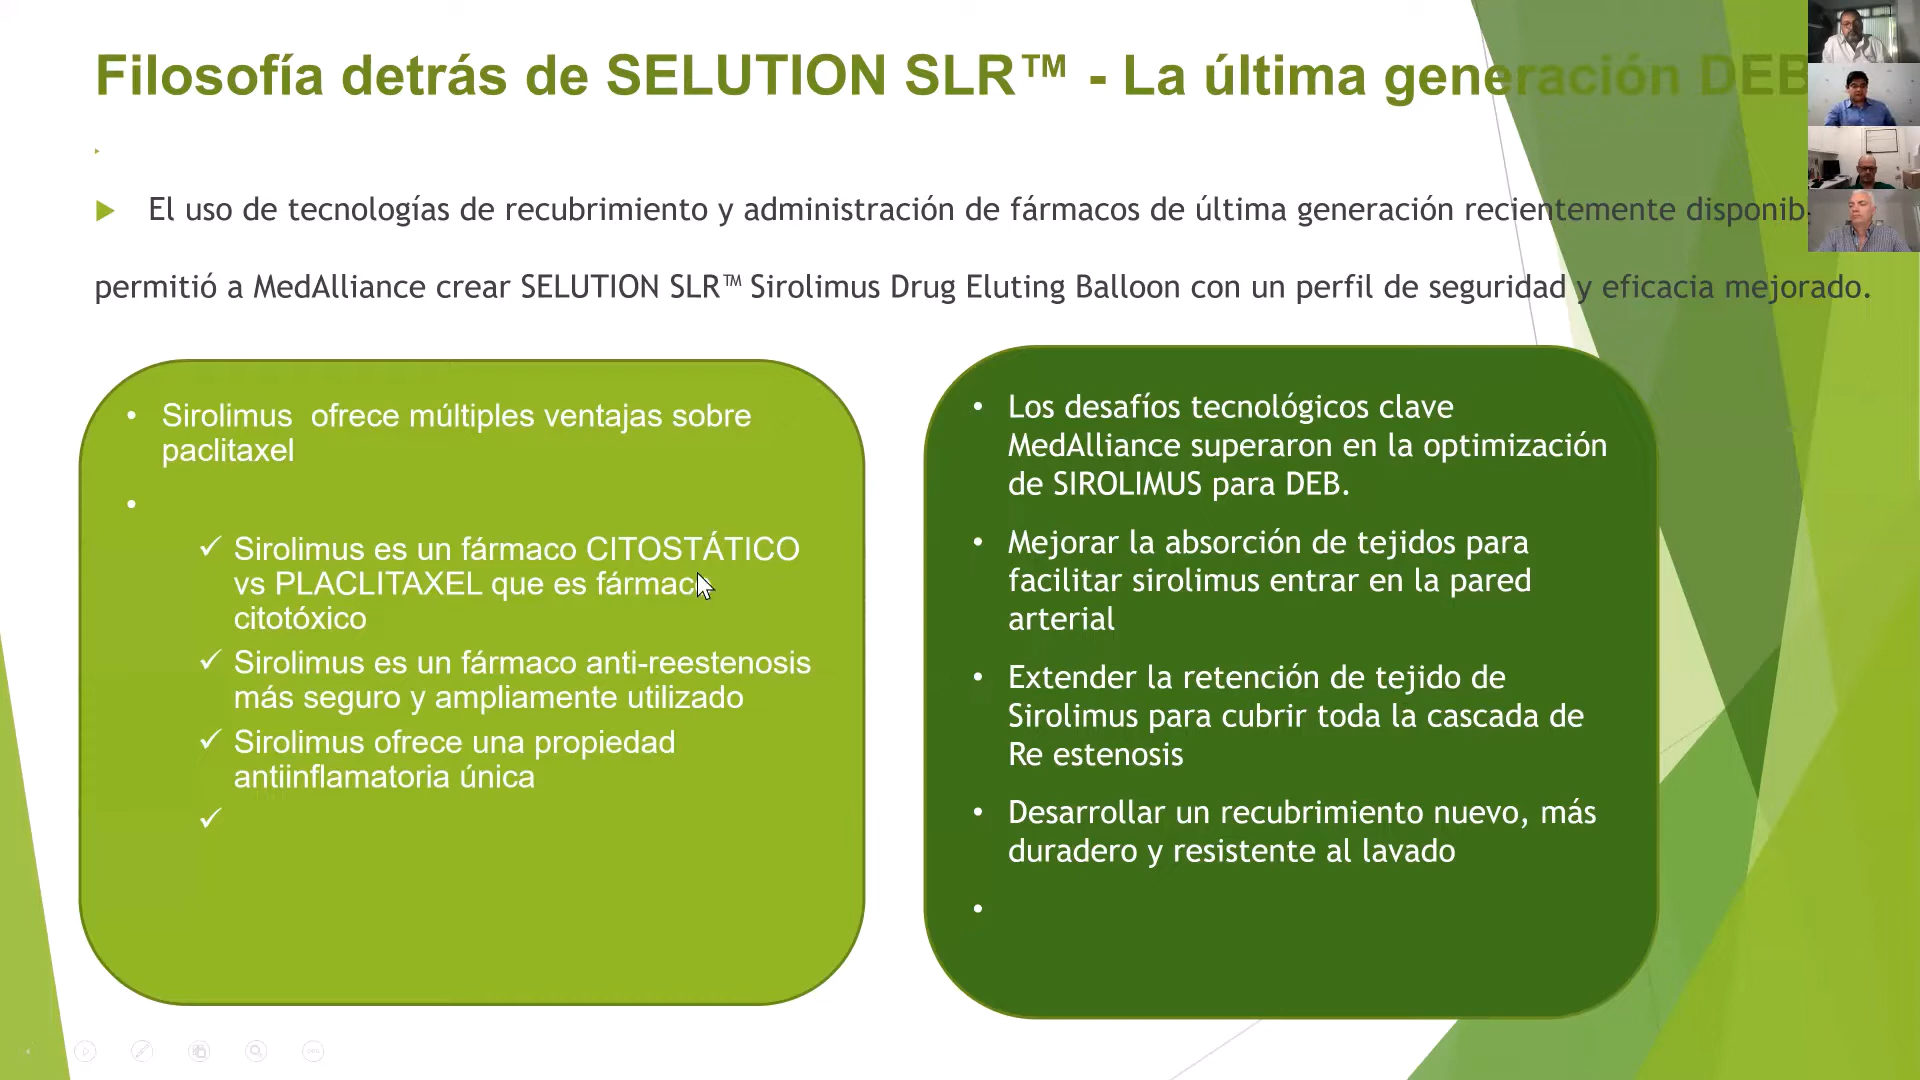 Filosofía detrás de SELUTION SLR™ - La última generación DEB
El uso de tecnologías de recubrimiento y administración de fármacos de última generación recientemente
permitió a MedAlliance crear SELUTION SLR™ Sirolimus Drug Eluting Balloon con un perfil de seguridad y eficacia mejorado.
• Sirolimus ofrece múltiples ventajas sobre
paclitaxel
•
✓ Sirolimus es un fármaco CITOSTÁTICO
vs PLACLITAXEL que es fármaco
citotóxico
✓ Sirolimus es un fármaco anti-reestenosis
más seguro y ampliamente utilizado
✓ Sirolimus ofrece una propiedad
antiinflamatoria única
✓
• Los desafíos tecnológicos clave
MedAlliance superaron en la optimización
de SIROLIMUS para DEB.
• Mejorar la absorción de tejidos para
facilitar sirolimus entrar en la pared
arterial
• Extender la retención de tejido de
Sirolimus para cubrir toda la cascada de
Re estenosis
• Desarrollar un recubrimiento nuevo, más
duradero y resistente al lavado
•